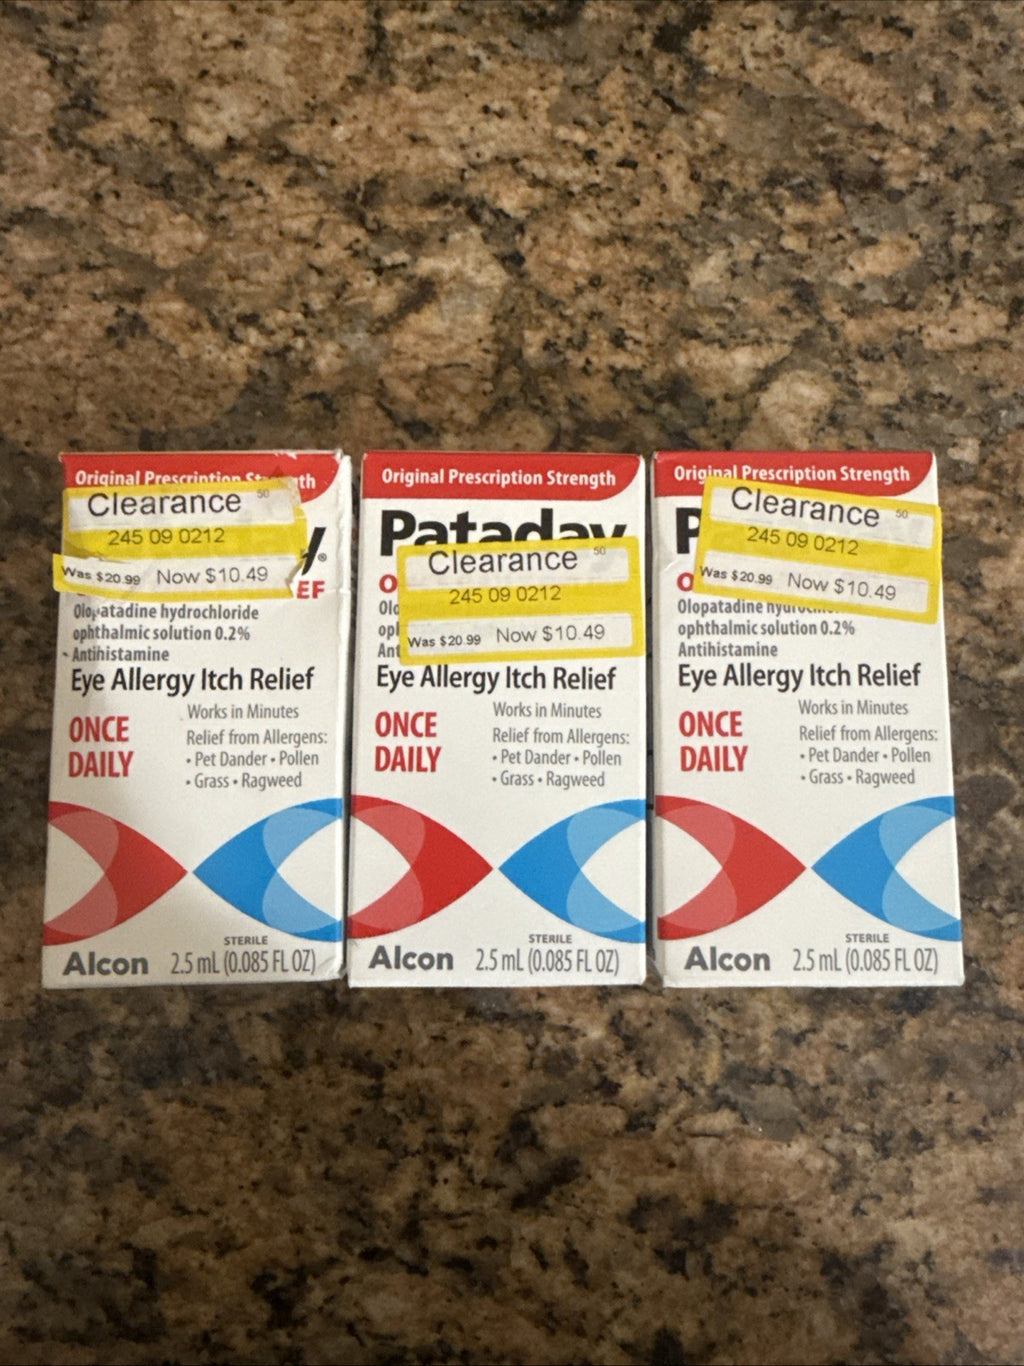 Original Prescription
Clearance 50
245 09 0212
Was $20.99 Now $10.49
EF
Olopatadine hydrochloride
ophthalmic solution 0.2%
Antihistamine
Eye Allergy Itch Relief
ONCE
DAILY
Works in Minutes
Relief from Allergens:
• Pet Dander • Pollen
• Grass • Ragweed
STERILE
Alcon 2.5 mL (0.085 FL OZ)
Original Prescription Strength
Pataday
Clearance 50
245 09 0212
Was $20.99 Now $10.49
Eye Allergy Itch Relief
ONCE
DAILY
Works in Minutes
Relief from Allergens:
• Pet Dander • Pollen
• Grass • Ragweed
STERILE
Alcon 2.5 mL (0.085 FL OZ)
Original Prescription Strength
P
Clearance 50
245 09 0212
Was $20.99 Now $10.49
Olopatadine
ophthalmic solution 0.2%
Antihistamine
Eye Allergy Itch Relief
ONCE
DAILY
Works in Minutes
Relief from Allergens:
• Pet Dander • Pollen
• Grass • Ragweed
STERILE
Alcon 2.5 mL (0.085 FL OZ)